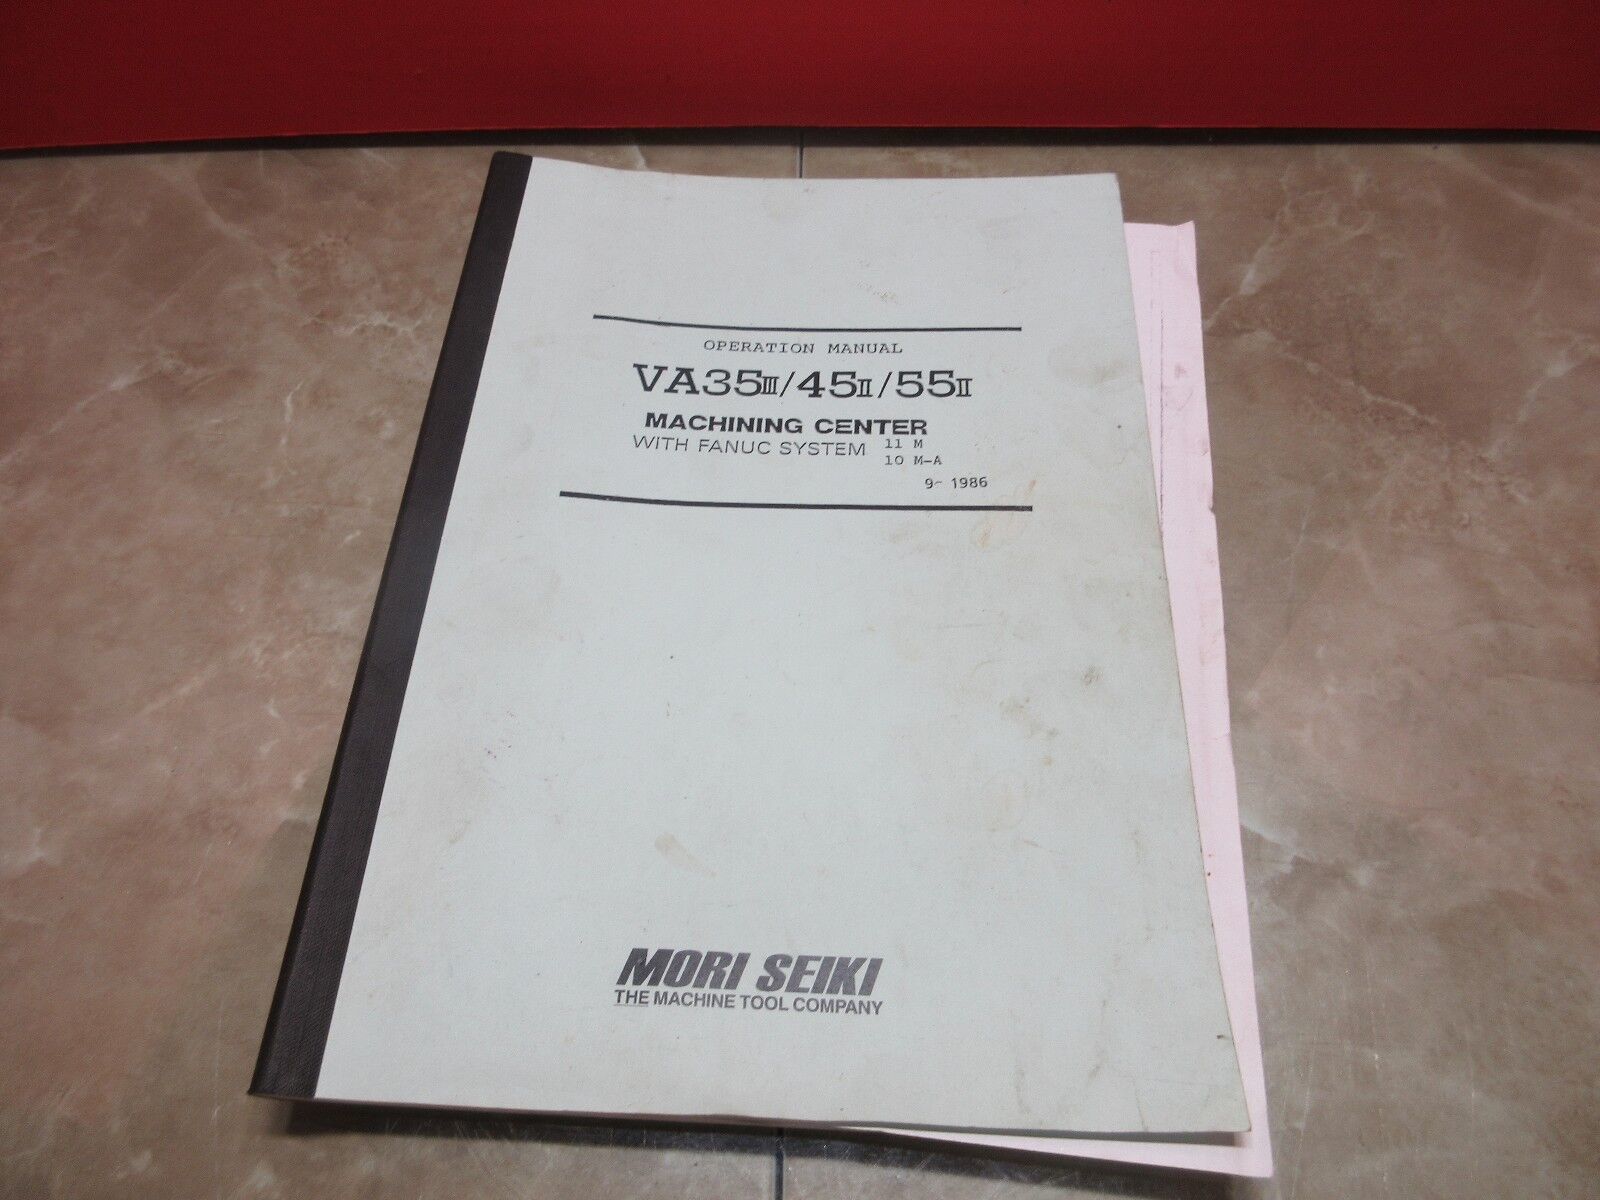 OPERATION MANUAL
VA35III/45II/55II
MACHINING CENTER
WITH FANUC SYSTEM 11 M
10 M-A
9- 1986
MORI SEIKI
THE MACHINE TOOL COMPANY